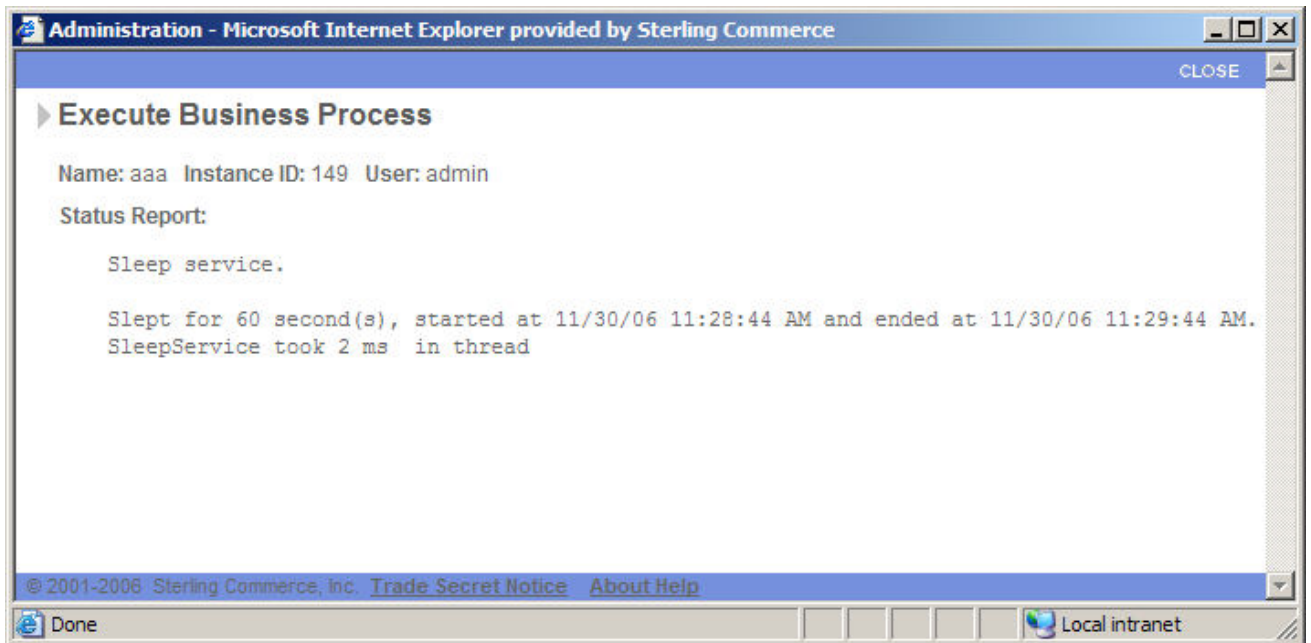 Administration - Microsoft Internet Explorer provided by Sterling Commerce
CLOSE
Execute Business Process
Name: aaa Instance ID: 149 User: admin
Status Report:
Sleep service.
Slept for 60 second(s), started at 11/30/06 11:28:44 AM and ended at 11/30/06 11:29:44 AM.
SleepService took 2 ms in thread
© 2001-2006 Sterling Commerce, Inc. Trade Secret Notice About Help
Done Local intranet